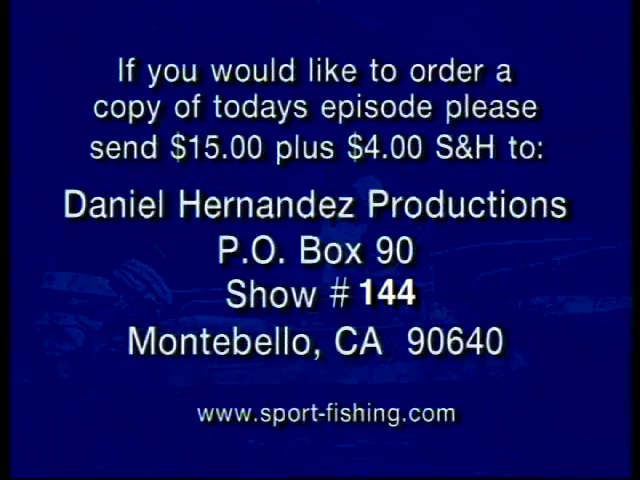 If you would like to order a
copy of todays episode please
send $15.00 plus $4.00 S&H to:
Daniel Hernandez Productions
P.O. Box 90
Show # 144
Montebello, CA 90640
www.sport-fishing.com